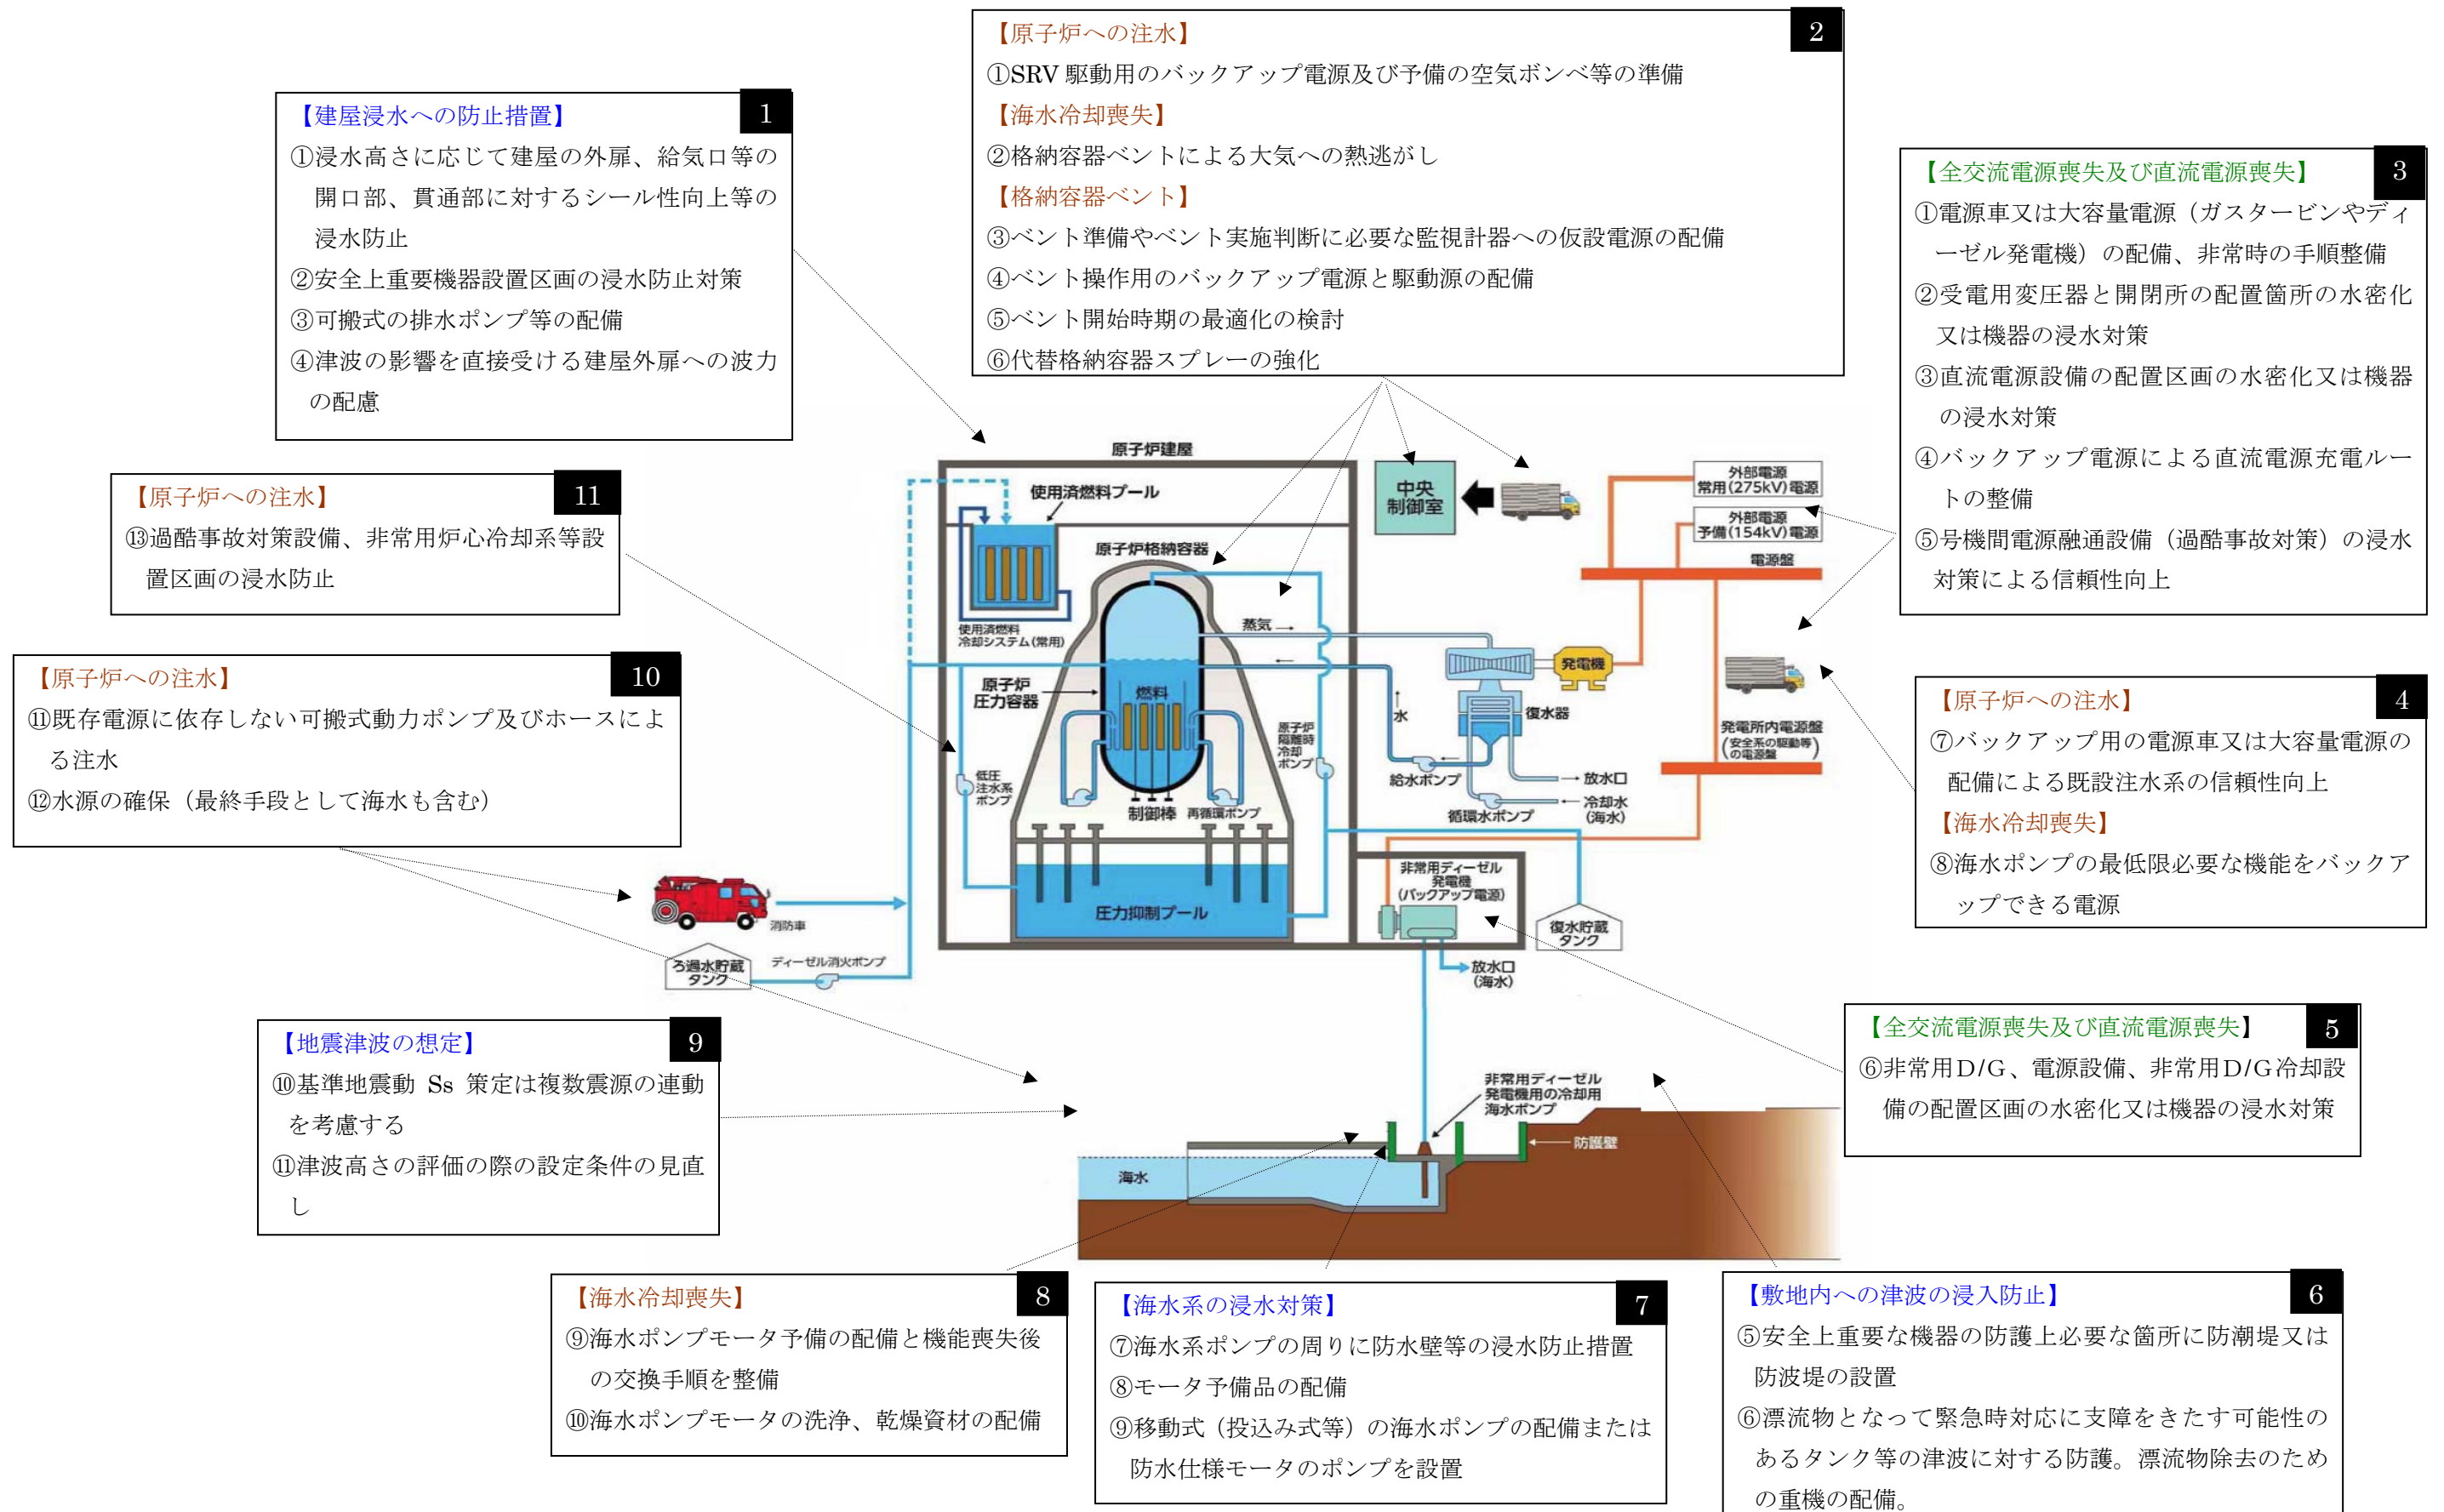 【建屋浸水への防止措置】
1
①浸水高さに応じて建屋の外扉、給気口等の
開口部、貫通部に対するシール性向上等の
浸水防止
②安全上重要機器設置区画の浸水防止対策
③可搬式の排水ポンプ等の配備
④津波の影響を直接受ける建屋外扉への波力
の配慮
【原子炉への注水】
2
①SRV 駆動用のバックアップ電源及び予備の空気ボンベ等の準備
【海水冷却喪失】
②格納容器ベントによる大気への熱逃がし
【格納容器ベント】
③ベント準備やベント実施判断に必要な監視計器への仮設電源の配備
④ベント操作用のバックアップ電源と駆動源の配備
⑤ベント開始時期の最適化の検討
⑥代替格納容器スプレーの強化
【全交流電源喪失及び直流電源喪失】
3
①電源車又は大容量電源（ガスタービンやディ
ーゼル発電機）の配備、非常時の手順整備
②受電用変圧器と開閉所の配置箇所の水密化
又は機器の浸水対策
③直流電源設備の配置区画の水密化又は機器
の浸水対策
④バックアップ電源による直流電源充電ルー
トの整備
⑤号機間電源融通設備（過酷事故対策）の浸水
対策による信頼性向上
【原子炉への注水】
11
⑬過酷事故対策設備、非常用炉心冷却系等設
置区画の浸水防止
【原子炉への注水】
10
⑪既存電源に依存しない可搬式動力ポンプ及びホースによ
る注水
⑫水源の確保（最終手段として海水も含む）
原子炉建屋
使用済燃料プール
原子炉格納容器
使用済燃料
冷却システム(常用)
原子炉
圧力容器
燃料
低圧
注水系
ポンプ
制御棒
再循環ポンプ
原子炉
隔離時
冷却
ポンプ
圧力抑制プール
中央
制御室
外部電源
常用(275kV)電源
外部電源
予備(154kV)電源
電源盤
蒸気
発電機
水
復水器
発電所内電源盤
(安全系の駆動等
の電源盤)
給水ポンプ
放水口
冷却水
(海水)
循環水ポンプ
非常用ディーゼル
発電機
(バックアップ電源)
復水貯蔵
タンク
放水口
(海水)
消防車
ろ過水貯蔵
タンク
ディーゼル消火ポンプ
【原子炉への注水】
4
⑦バックアップ用の電源車又は大容量電源の
配備による既設注水系の信頼性向上
【海水冷却喪失】
⑧海水ポンプの最低限必要な機能をバックア
ップできる電源
【全交流電源喪失及び直流電源喪失】
5
⑥非常用D/G、電源設備、非常用D/G冷却設
備の配置区画の水密化又は機器の浸水対策
【地震津波の想定】
9
⑩基準地震動 Ss 策定は複数震源の連動
を考慮する
⑪津波高さの評価の際の設定条件の見直
し
非常用ディーゼル
発電機用の冷却用
海水ポンプ
防護壁
海水
【海水冷却喪失】
8
⑨海水ポンプモータ予備の配備と機能喪失後
の交換手順を整備
⑩海水ポンプモータの洗浄、乾燥資材の配備
【海水系の浸水対策】
7
⑦海水系ポンプの周りに防水壁等の浸水防止措置
⑧モータ予備品の配備
⑨移動式（投込み式等）の海水ポンプの配備または
防水仕様モータのポンプを設置
【敷地内への津波の浸入防止】
6
⑤安全上重要な機器の防護上必要な箇所に防潮堤又は
防波堤の設置
⑥漂流物となって緊急時対応に支障をきたす可能性の
あるタンク等の津波に対する防護。漂流物除去のため
の重機の配備。